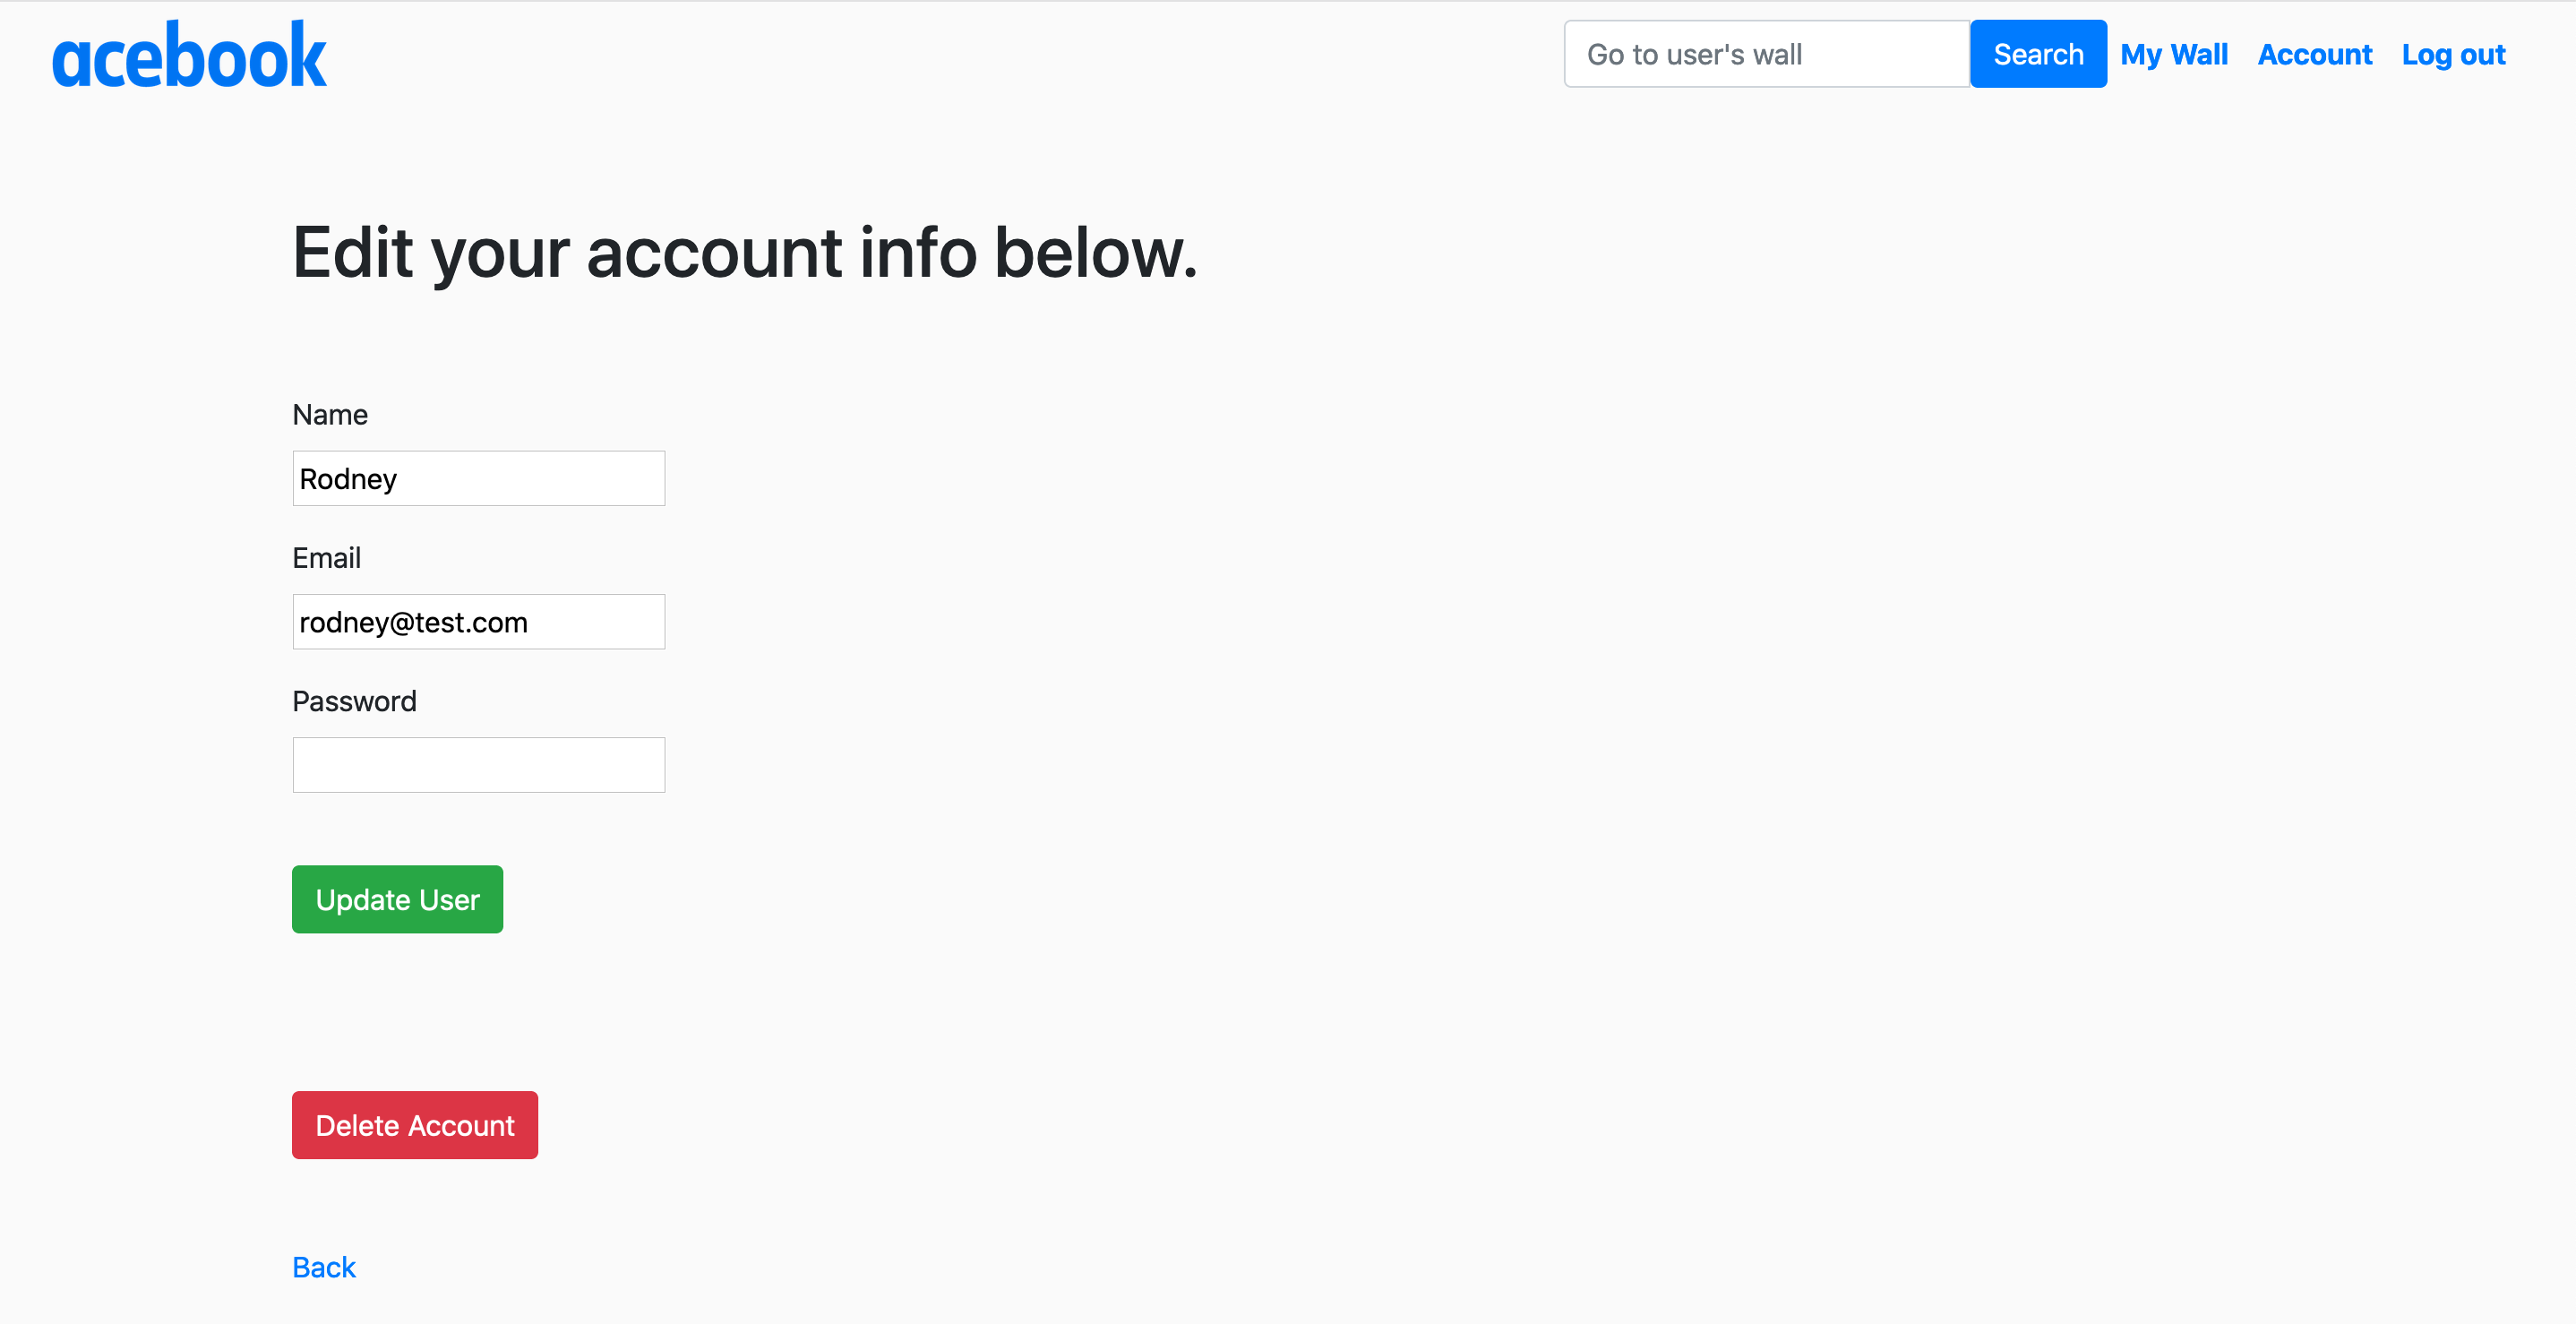 acebook
Go to user's wall Search My Wall Account Log out
Edit your account info below.
Name
Rodney
Email
rodney@test.com
Password
Update User
Delete Account
Back